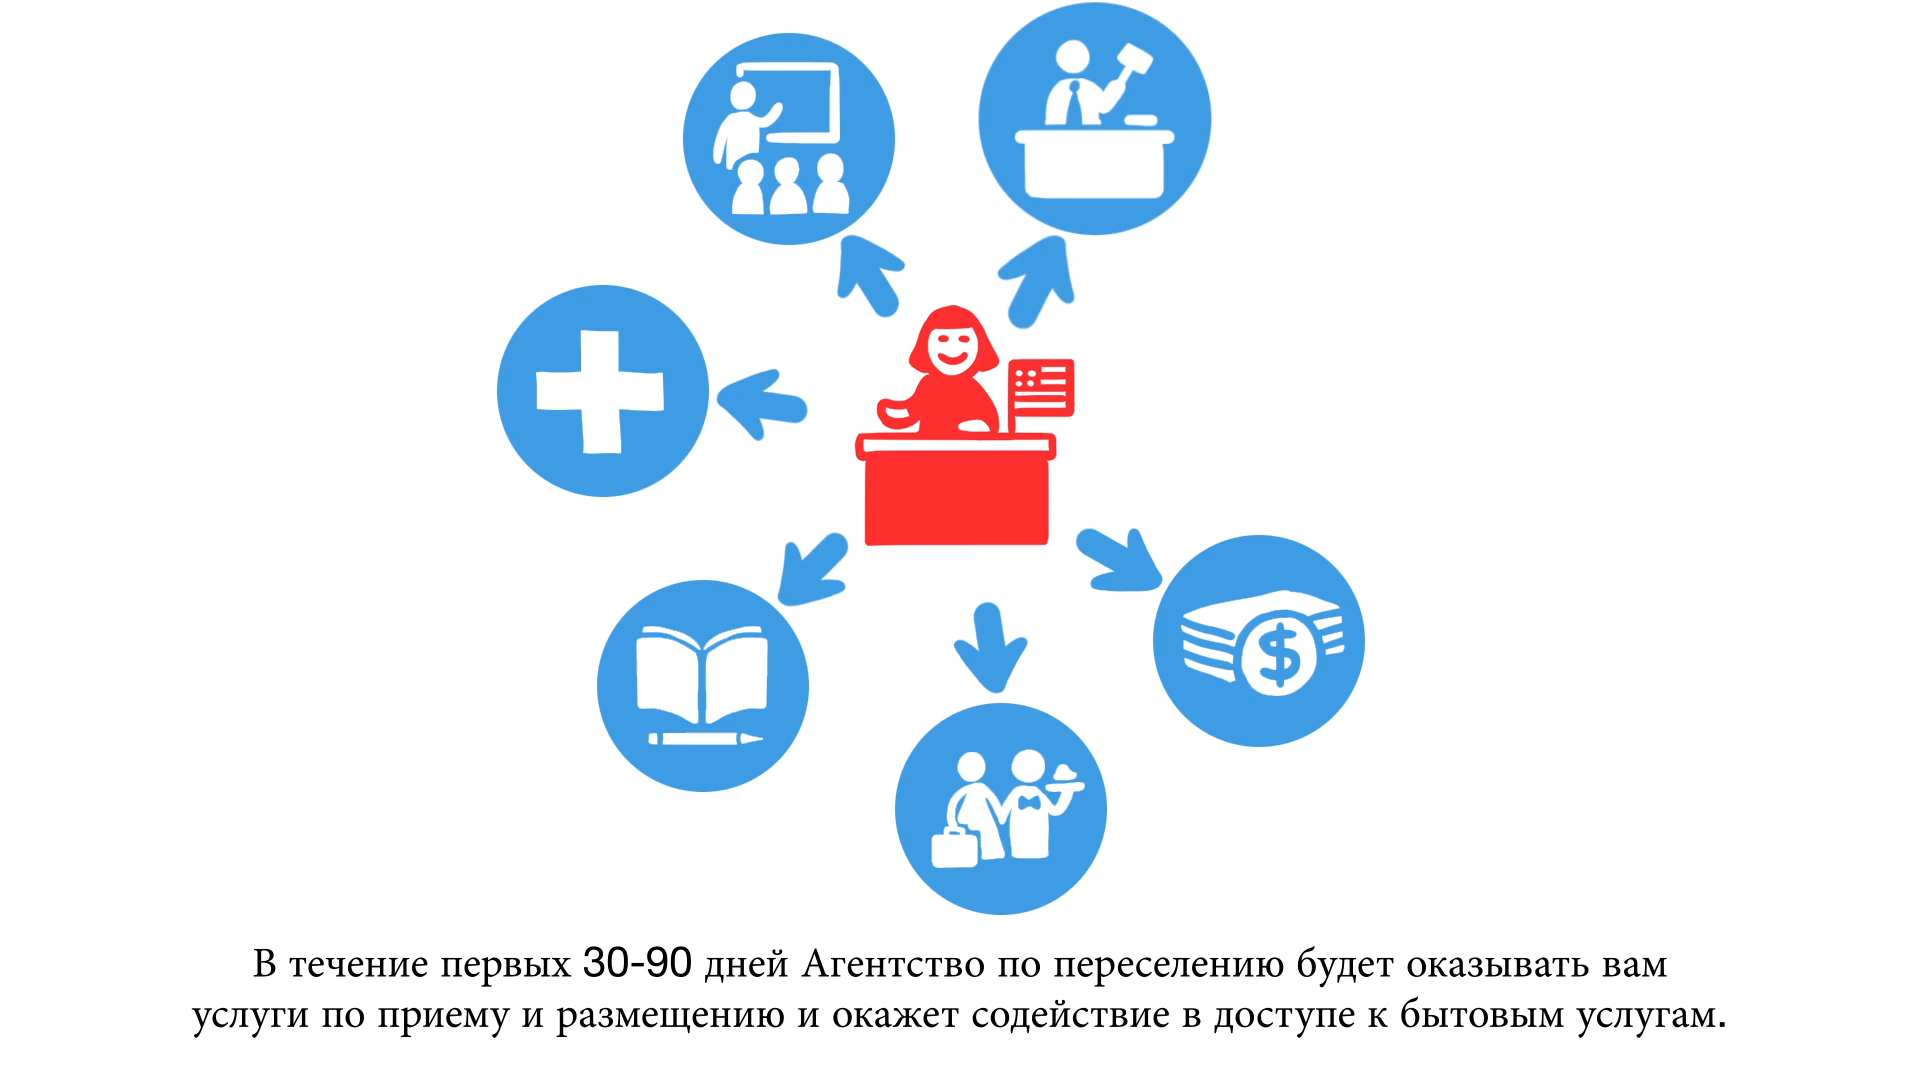 $
В течение первых 30-90 дней Агентство по переселению будет оказывать вам
услуги по приему и размещению и окажет содействие в доступе к бытовым услугам.